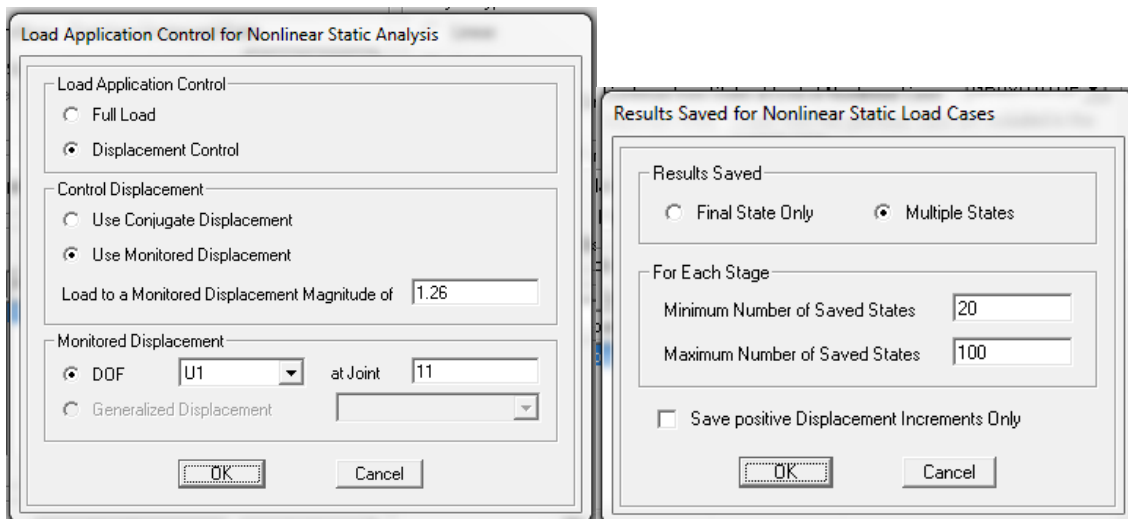 Load Application Control for Nonlinear Static Analysis
Load Application Control
Full Load
Displacement Control
Control Displacement
Use Conjugate Displacement
Use Monitored Displacement
Load to a Monitored Displacement Magnitude of 1.26
Monitored Displacement
DOF U1 at Joint 11
Generalized Displacement
OK Cancel
Results Saved for Nonlinear Static Load Cases
Results Saved
Final State Only Multiple States
For Each Stage
Minimum Number of Saved States 20
Maximum Number of Saved States 100
Save positive Displacement Increments Only
OK Cancel